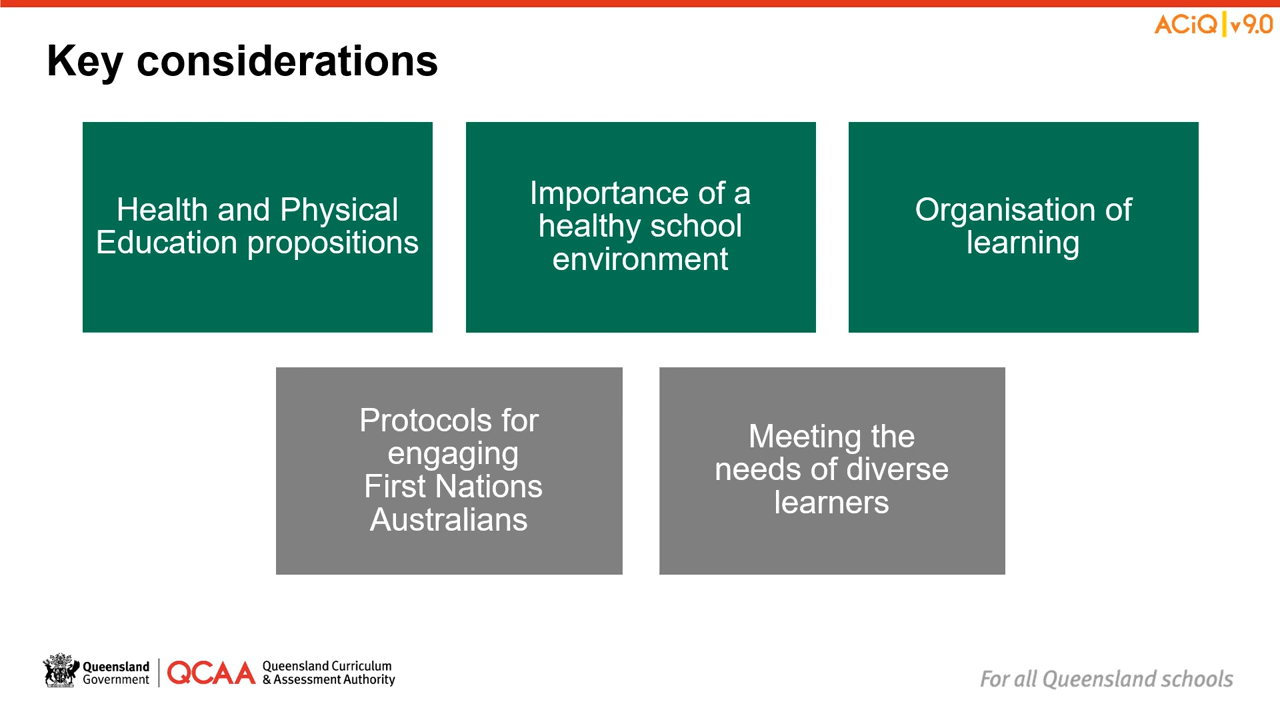 ACiQ|v9.0
Key considerations
Health and Physical
Education propositions
Importance of a
healthy school
environment
Organisation of
learning
Protocols for
engaging
First Nations
Australians
Meeting the
needs of diverse
learners
Queensland
Government
QCAA
Queensland Curriculum
& Assessment Authority
For all Queensland schools